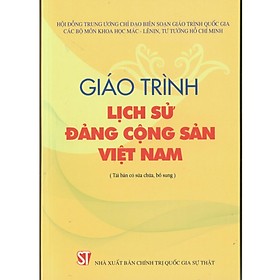 HỘI ĐỒNG TRUNG ƯƠNG CHỈ ĐẠO BIÊN SOẠN GIÁO TRÌNH QUỐC GIA
CÁC BỘ MÔN KHOA HỌC MÁC - LÊNIN, TƯ TƯỞNG HỒ CHÍ MINH
GIÁO TRÌNH
LỊCH SỬ
ĐẢNG CỘNG SẢN
VIỆT NAM
( Tái bản có sửa chữa, bổ sung )
ST
NHÀ XUẤT BẢN CHÍNH TRỊ QUỐC GIA SỰ THẬT